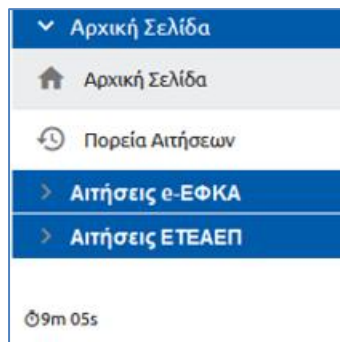 Αρχική Σελίδα
Αρχική Σελίδα
Πορεία Αιτήσεων
Αιτήσεις e-ΕΦΚΑ
Αιτήσεις ΕΤΕΑΕΠ
9m 05s